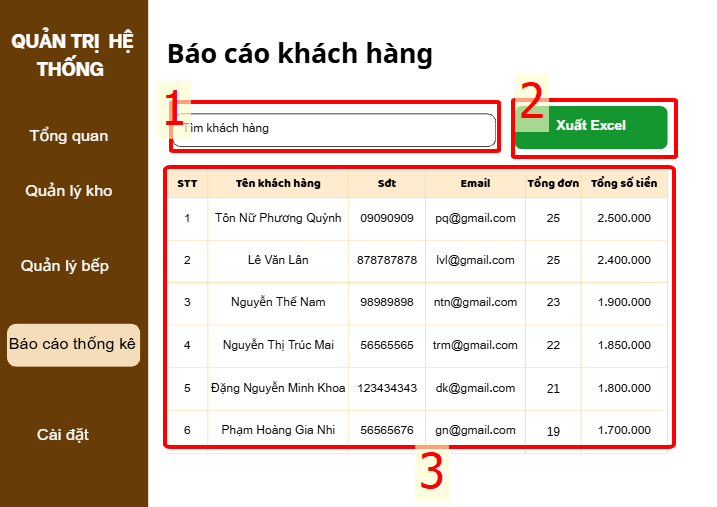 QUẢN TRỊ HỆ
THỐNG
Tổng quan
Quản lý kho
Quản lý bếp
Báo cáo thống kê
Cài đặt
Báo cáo khách hàng
1
Tìm khách hàng
2
Xuất Excel
STT Tên khách hàng Sđt Email Tổng đơn Tổng số tiền
1 Tôn Nữ Phương Quỳnh 09090909 pq@gmail.com 25 2.500.000
2 Lê Văn Lân 878787878 lvl@gmail.com 25 2.400.000
3 Nguyễn Thế Nam 98989898 ntn@gmail.com 23 1.900.000
4 Nguyễn Thị Trúc Mai 56565565 trm@gmail.com 22 1.850.000
5 Đặng Nguyễn Minh Khoa 123434343 dk@gmail.com 21 1.800.000
6 Phạm Hoàng Gia Nhi 56565676 gn@gmail.com 19 1.700.000
3